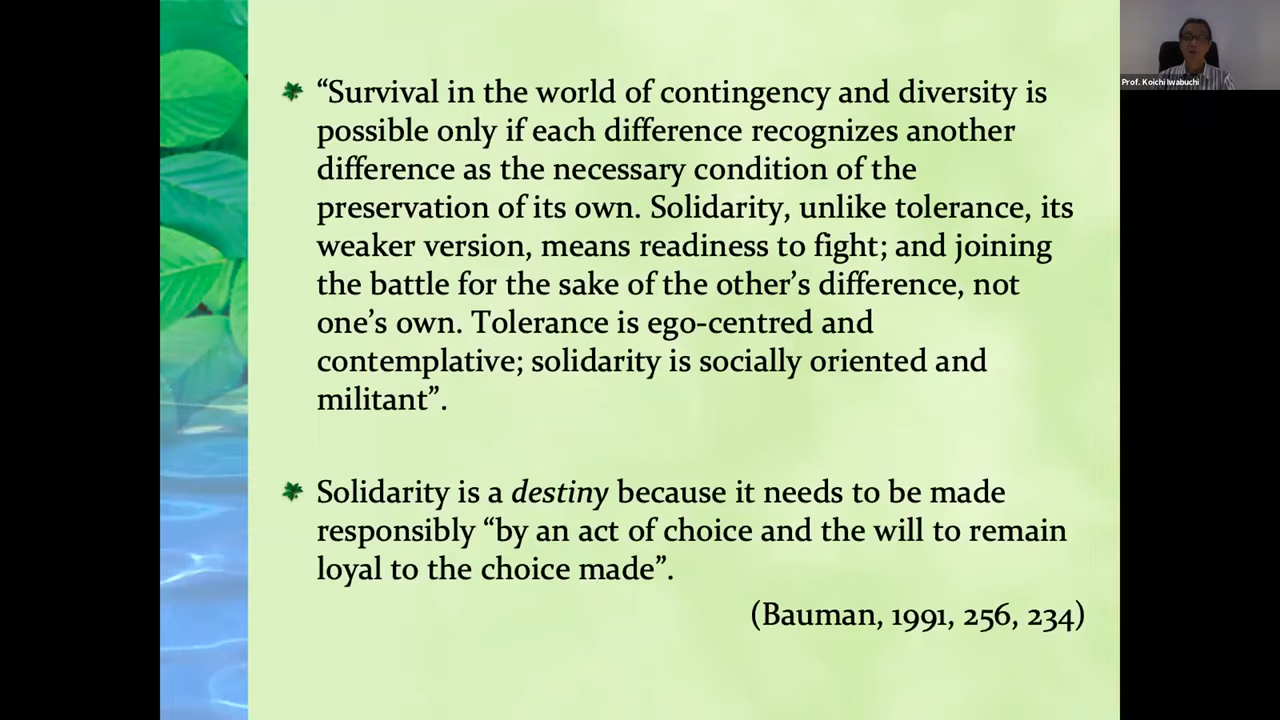 “Survival in the world of contingency and diversity is
possible only if each difference recognizes another
difference as the necessary condition of the
preservation of its own. Solidarity, unlike tolerance, its
weaker version, means readiness to fight; and joining
the battle for the sake of the other’s difference, not
one’s own. Tolerance is ego-centred and
contemplative; solidarity is socially oriented and
militant”.
Solidarity is a destiny because it needs to be made
responsibly “by an act of choice and the will to remain
loyal to the choice made”.
(Bauman, 1991, 256, 234)
Prof. Koichi Iwabuchi